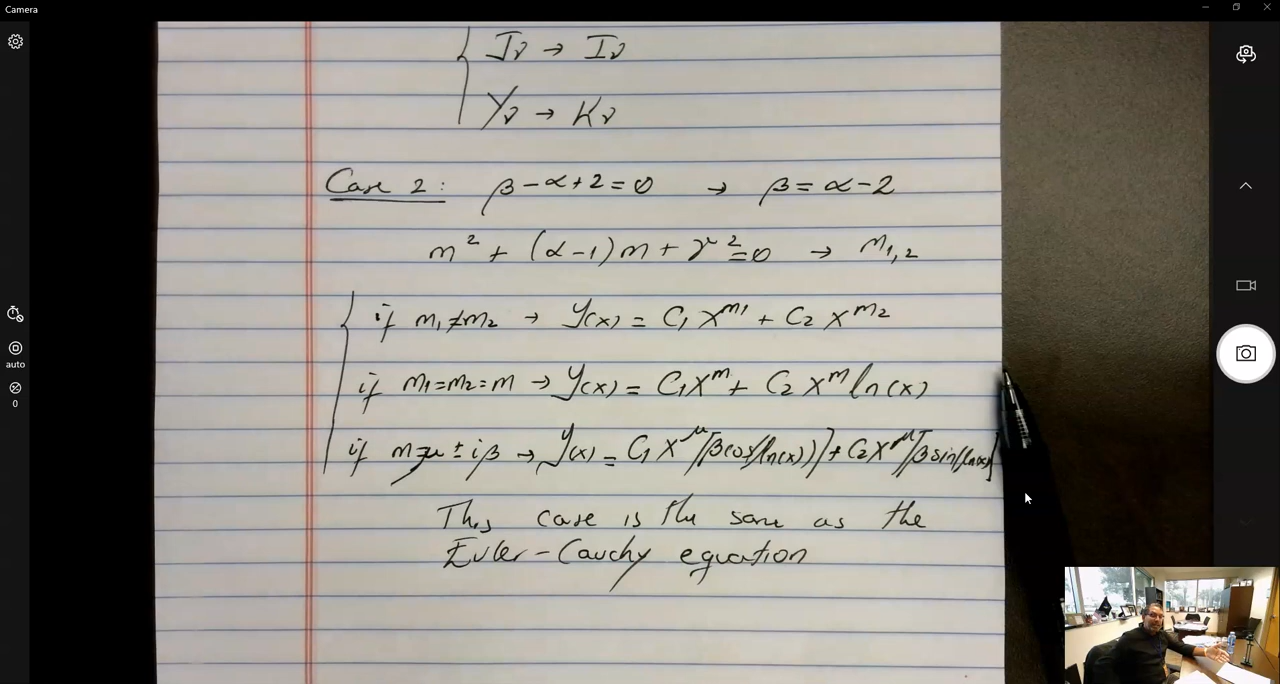 Camera
Jν → Iν
Yν → Kν
Case 2: β - α + 2 = 0 → β = α - 2
m² + (α - 1)m + γ² = 0 → m₁,₂
if m₁ ≠ m₂ → y(x) = C₁ x^m₁ + C₂ x^m₂
if m₁ = m₂ = m → y(x) = C₁ x^m + C₂ x^m ln(x)
if m = μ ± iβ → y(x) = C₁ x^μ [β cos(ln(x))] + C₂ x^μ [β sin(ln(x)]
This case is the same as the
Euler-Cauchy equation
auto
0